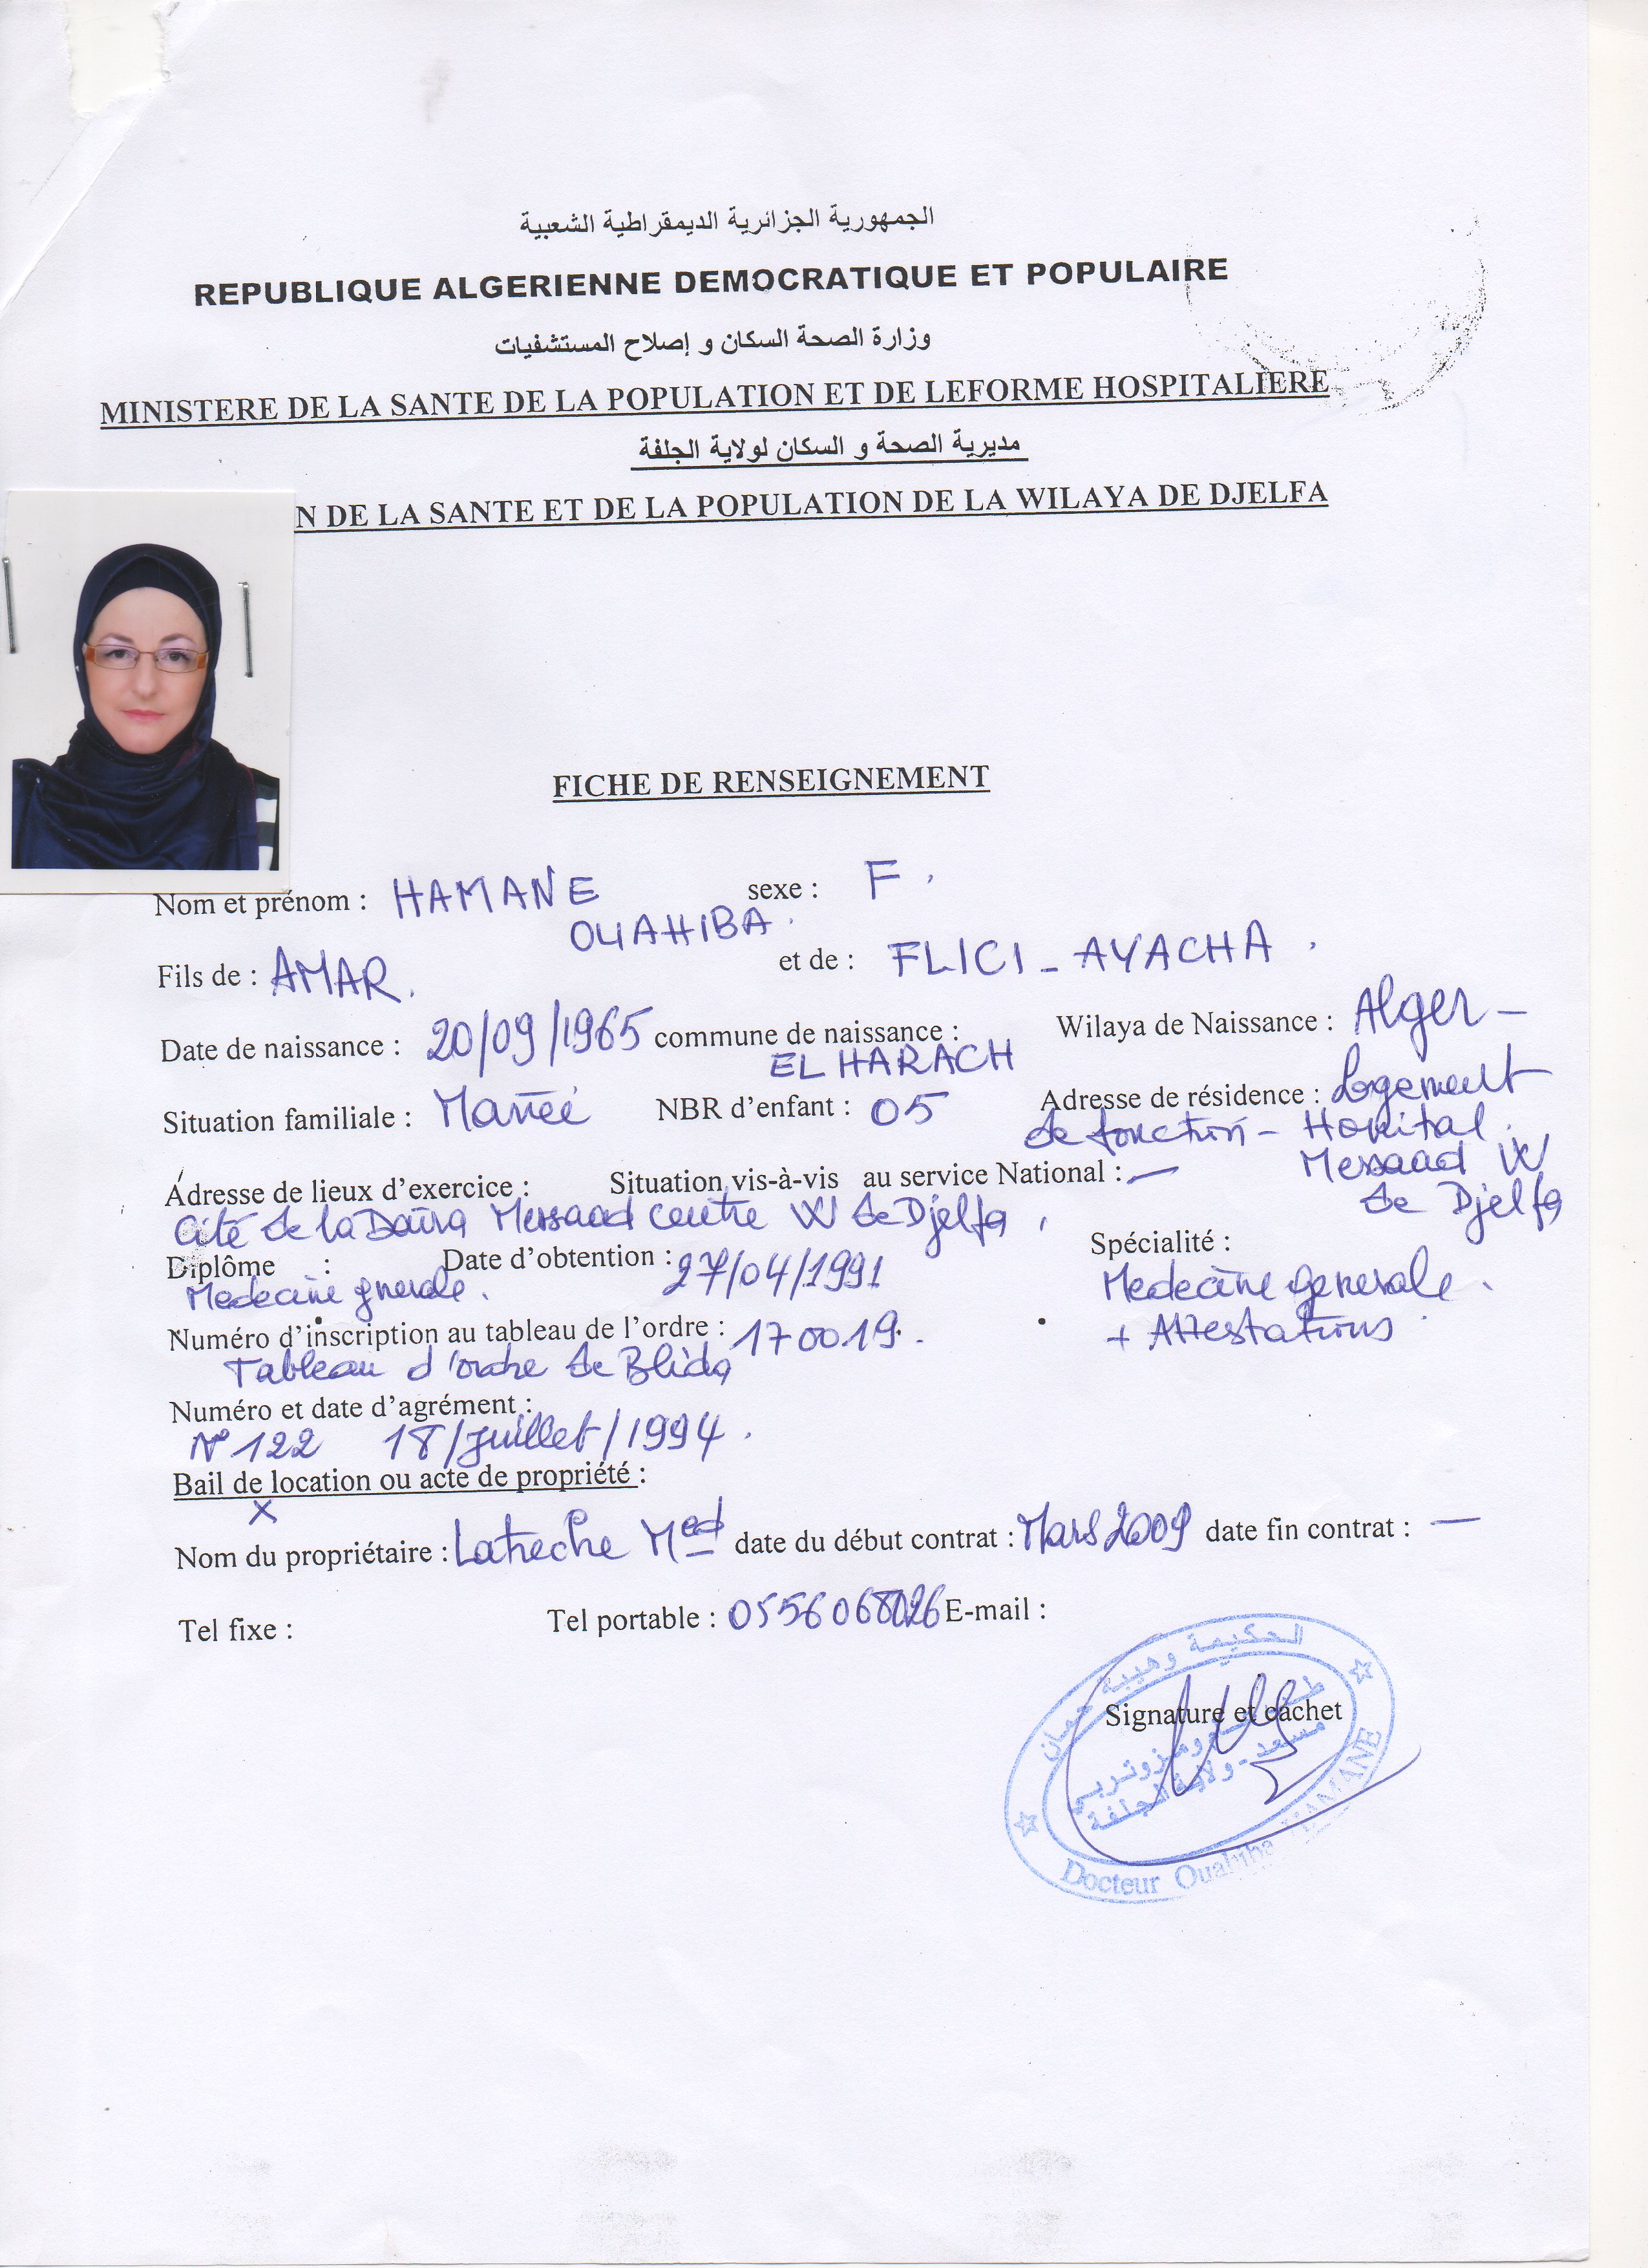 الجمهورية الجزائرية الديمقراطية الشعبية
REPUBLIQUE ALGERIENNE DEMOCRATIQUE ET POPULAIRE
وزارة الصحة السكان و إصلاح المستشفيات
MINISTERE DE LA SANTE DE LA POPULATION ET DE LEFORME HOSPITALIERE
مديرية الصحة و السكان لولاية الجلفة
N DE LA SANTE ET DE LA POPULATION DE LA WILAYA DE DJELFA
FICHE DE RENSEIGNEMENT
Nom et prénom : HAMANE sexe : F.
OUAHIBA.
Fils de : AMAR. et de : FLICI - AYACHA.
Date de naissance : 20/09/1965 commune de naissance : Wilaya de Naissance : Alger -
EL HARACH
Situation familiale : Mariée NBR d'enfant : 05 Adresse de résidence : Logement
de fonction - Hopital.
Adresse de lieux d'exercice : Situation vis-à-vis au service National : — Messaad W
de Djelfa
Cité de la Daïra Messaad centre W de Djelfa.
Diplôme : Date d'obtention : 27/04/1991 Spécialité :
Medecine gnerale. Medecine generale.
Numéro d'inscription au tableau de l'ordre : 170019. + Attestations
Tableau d'ordre de Blida
Numéro et date d'agrément :
N° 122 18/Juillet/1994.
Bail de location ou acte de propriété :
X
Nom du propriétaire : Latreche Med date du début contrat : Mars 2009 date fin contrat : —
Tel fixe : Tel portable : 0556068026 E-mail :
الحكيمة وهيبة حمان
Signature et cachet
مسعد - ولاية الجلفة
Docteur Ouahiba HAMANE